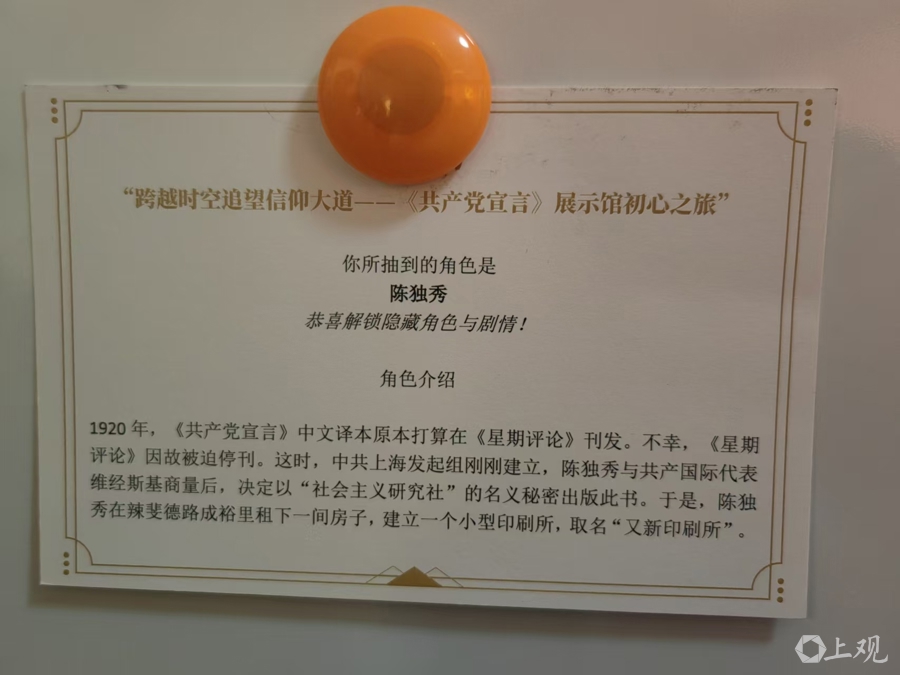 “跨越时空追望信仰大道——《共产党宣言》展示馆初心之旅”
你所抽到的角色是
陈独秀
恭喜解锁隐藏角色与剧情！
角色介绍
1920 年，《共产党宣言》中文译本原本打算在《星期评论》刊发。不幸，《星期
评论》因故被迫停刊。这时，中共上海发起组刚刚建立，陈独秀与共产国际代表
维经斯基商量后，决定以“社会主义研究社”的名义秘密出版此书。于是，陈独
秀在辣斐德路成裕里租下一间房子，建立一个小型印刷所，取名“又新印刷所”。
上观